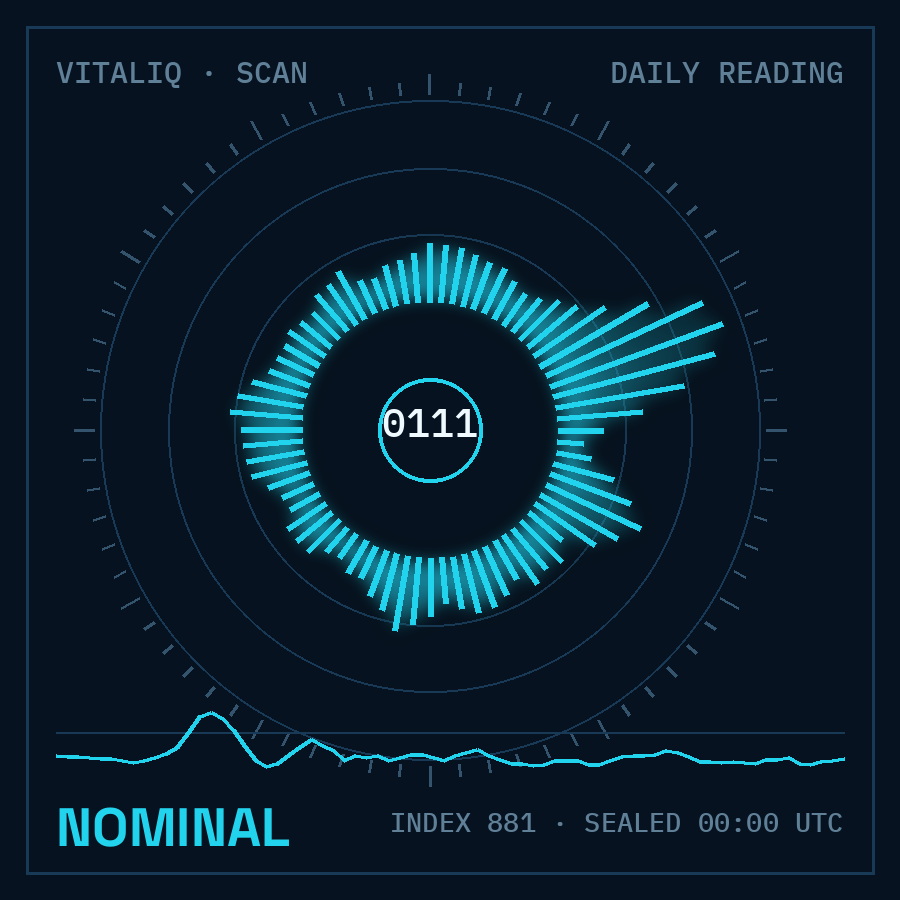 VITALIQ · SCAN
DAILY READING
0111
NOMINAL
INDEX 881 · SEALED 00:00 UTC